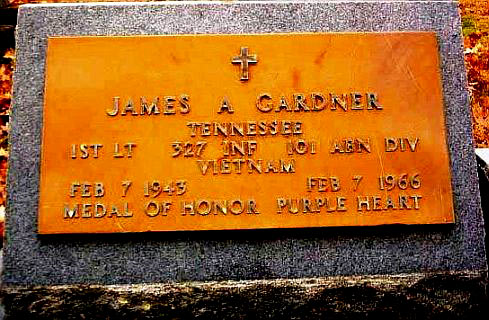 JAMES A GARDNER
TENNESSEE
1ST LT 327 INF 101 ABN DIV
VIETNAM
FEB 7 1943 FEB 7 1966
MEDAL OF HONOR PURPLE HEART